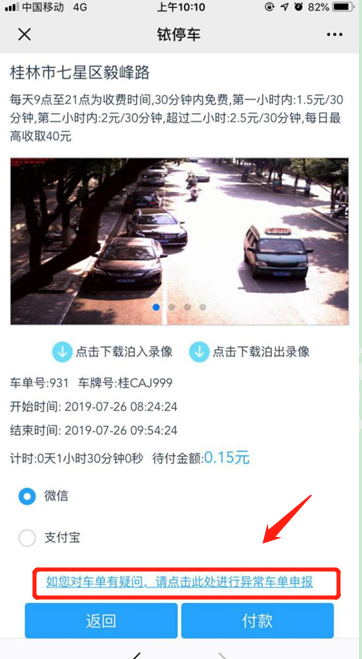 中国移动 4G 上午10:10 82%
铱停车
桂林市七星区毅峰路
每天9点至21点为收费时间,30分钟内免费,第一小时内:1.5元/30
分钟,第二小时内:2元/30分钟,超过二小时:2.5元/30分钟,每日最
高收取40元
点击下载泊入录像 点击下载泊出录像
车单号:931 车牌号:桂CAJ999
开始时间: 2019-07-26 08:24:24
结束时间: 2019-07-26 09:54:24
计时:0天1小时30分钟0秒 待付金额:0.15元
微信
支付宝
如您对车单有疑问，请点击此处进行异常车单申报
返回 付款